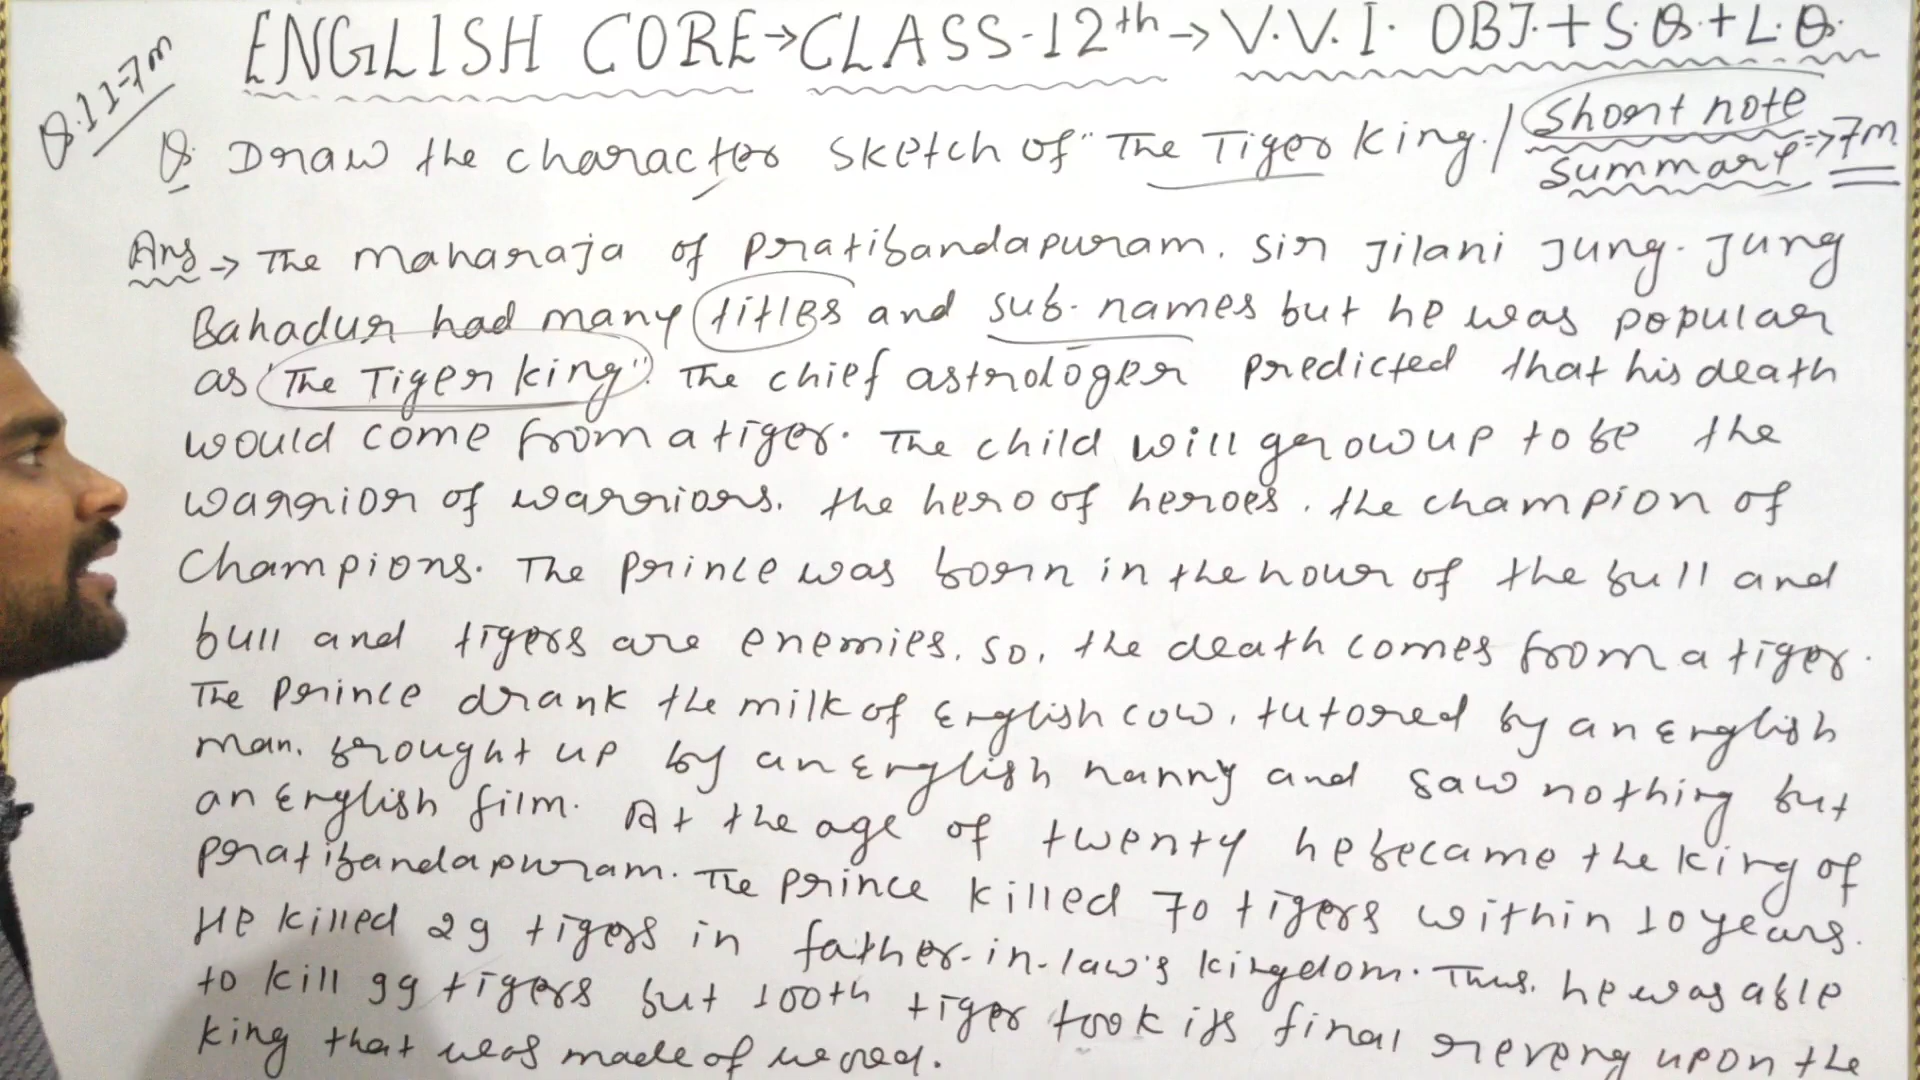 ENGLISH CORE→CLASS-12th→V.V.I. OBJ.+S.Q.+L.Q.
Q.11-7m
Q. Draw the character sketch of "The Tiger King./ Short note
Summary⇒7m
Ans→ The Maharaja of Pratibandapuram. Sir Jilani Jung. Jung
Bahadur had many titles and sub-names but he was popular
as "The Tiger King". The chief astrologer predicted that his death
would come from a tiger. The child will grow up to be the
warrior of warriors. the hero of heroes. the champion of
Champions. The prince was born in the hour of the bull and
bull and tigers are enemies. so, the death comes from a tiger.
The Prince drank the milk of English cow, tutored by an English
man. brought up by an English nanny and saw nothing but
an English film. At the age of twenty he became the king of
Pratibandapuram. The prince killed 70 tigers within 10 years.
He killed 29 tigers in father-in-law's kingdom. Thus, he was able
to kill 99 tigers but 100th tiger took its final reveng upon the
king that was made of wood.